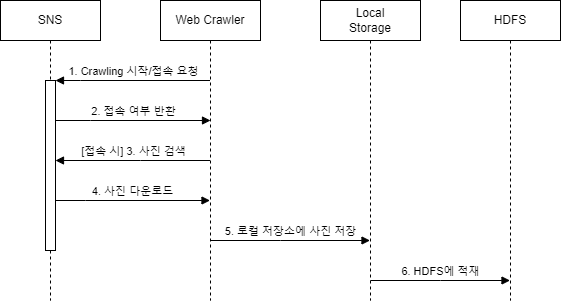 SNS
Web Crawler
Local
Storage
HDFS
1. Crawling 시작/접속 요청
2. 접속 여부 반환
[접속 시] 3. 사진 검색
4. 사진 다운로드
5. 로컬 저장소에 사진 저장
6. HDFS에 적재